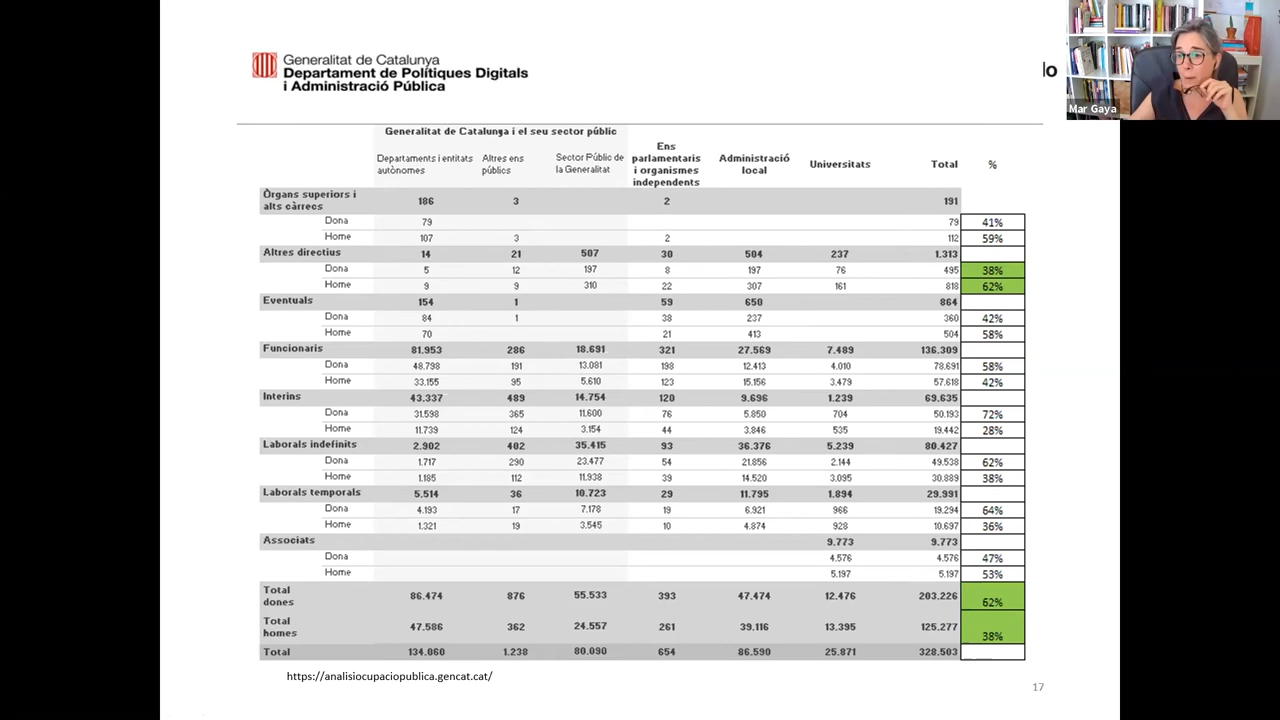 Generalitat de Catalunya
Departament de Polítiques Digitals
i Administració Pública
lo
Mar Gaya
Generalitat de Catalunya i el seu sector públic
Departaments i entitats autònomes Altres ens públics Sector Públic de la Generalitat Ens parlamentaris i organismes independents Administració local Universitats Total %
Òrgans superiors i alts càrrecs 186 3 2 191
Dona 79 79 41%
Home 107 3 2 112 59%
Altres directius 14 21 507 30 504 237 1.313
Dona 5 12 197 8 197 76 495 38%
Home 9 9 310 22 307 161 818 62%
Eventuals 154 1 59 650 864
Dona 84 1 38 237 360 42%
Home 70 21 413 504 58%
Funcionaris 81.953 286 18.691 321 27.569 7.489 136.309
Dona 48.798 191 13.081 198 12.413 4.010 78.691 58%
Home 33.155 95 5.610 123 15.156 3.479 57.618 42%
Interins 43.337 489 14.754 120 9.696 1.239 69.635
Dona 31.598 365 11.600 76 5.850 704 50.193 72%
Home 11.739 124 3.154 44 3.846 535 19.442 28%
Laborals indefinits 2.902 402 35.415 93 36.376 5.239 80.427
Dona 1.717 290 23.477 54 21.856 2.144 49.538 62%
Home 1.185 112 11.938 39 14.520 3.095 30.889 38%
Laborals temporals 5.514 36 10.723 29 11.795 1.894 29.991
Dona 4.193 17 7.178 19 6.921 966 19.294 64%
Home 1.321 19 3.545 10 4.874 928 10.697 36%
Associats 9.773 9.773
Dona 4.576 4.576 47%
Home 5.197 5.197 53%
Total dones 86.474 876 55.533 393 47.474 12.476 203.226 62%
Total homes 47.586 362 24.557 261 39.116 13.395 125.277 38%
Total 134.060 1.238 80.090 654 86.590 25.871 328.503
https://analisiocupaciopublica.gencat.cat/
17